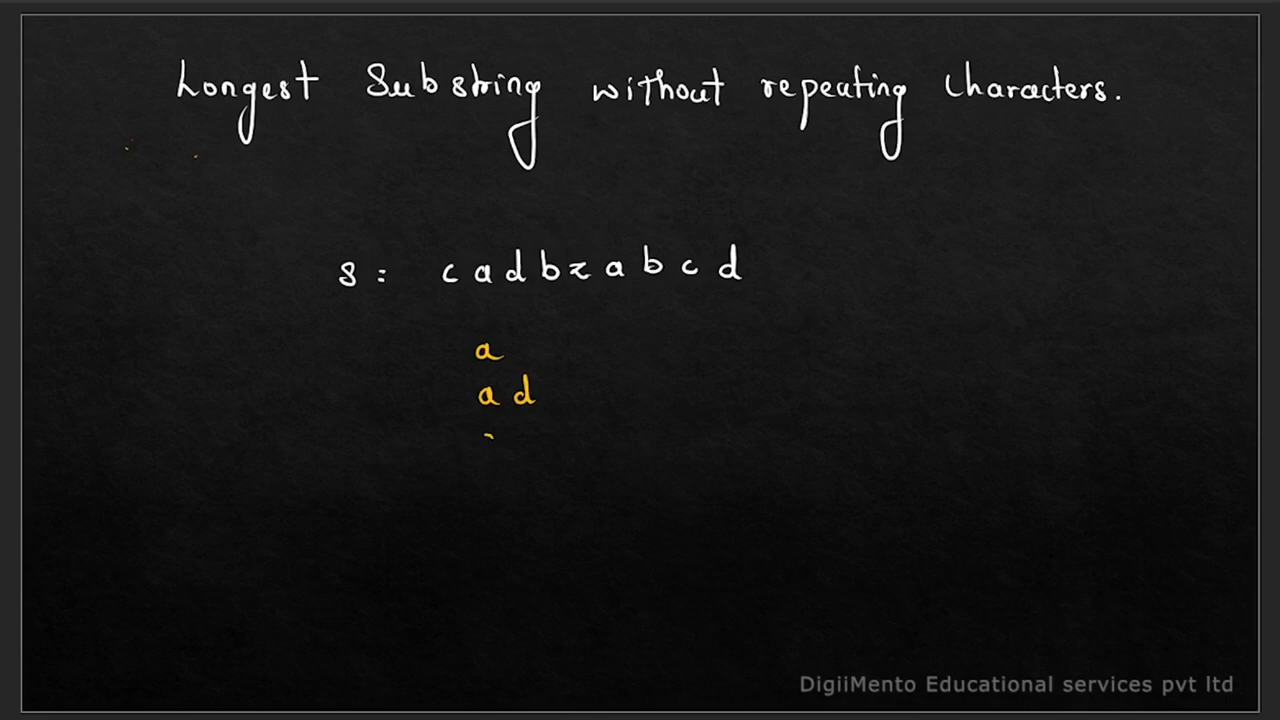 Longest Substring without repeating characters.
s: c a d b z a b c d
a
a d
DigiiMento Educational services pvt ltd